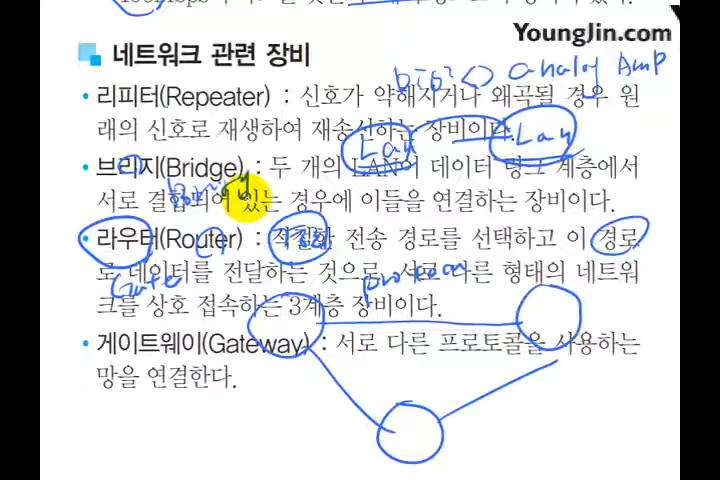 YoungJin.com
네트워크 관련 장비
analog Amp
• 리피터(Repeater) : 신호가 약해지거나 왜곡될 경우 원
래의 신호로 재생하여 재송신하는 장비이다.
Lan
Lan
• 브리지(Bridge) : 두 개의 LAN이 데이터 링크 계층에서
서로 결합되어 있는 경우에 이들을 연결하는 장비이다.
• 라우터(Router) : 적절한 전송 경로를 선택하고 이 경로
로 데이터를 전달하는 것으로, 서로 다른 형태의 네트워
Gate
크를 상호 접속하는 3계층 장비이다.
• 게이트웨이(Gateway) : 서로 다른 프로토콜을 사용하는
망을 연결한다.